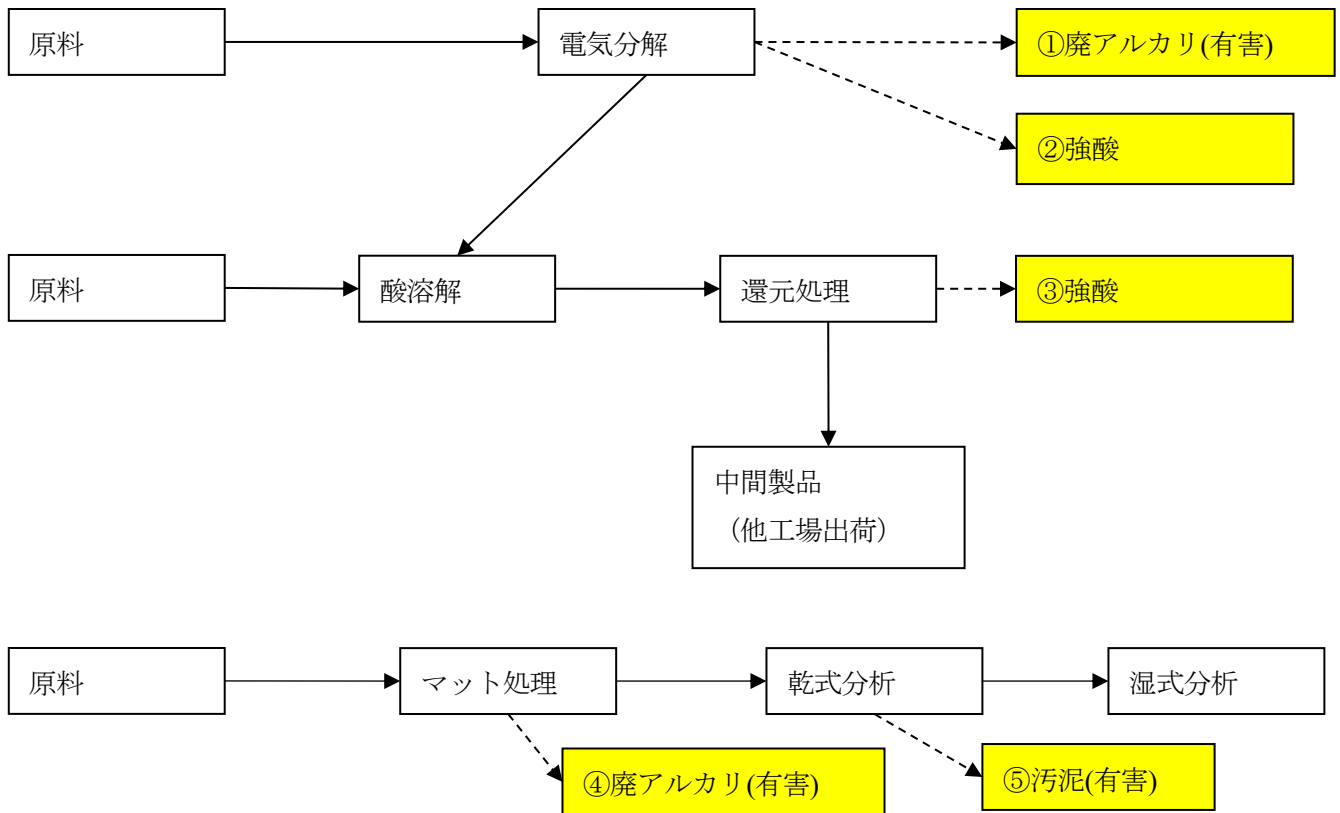 原料
電気分解
①廃アルカリ(有害)
②強酸
原料
酸溶解
還元処理
③強酸
中間製品
（他工場出荷）
原料
マット処理
乾式分析
湿式分析
④廃アルカリ(有害)
⑤汚泥(有害)